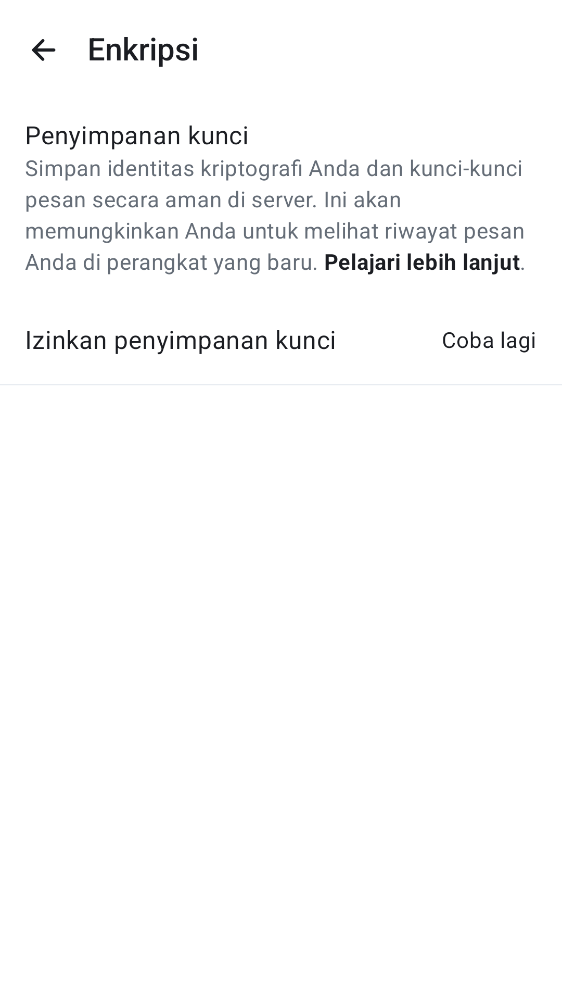 Enkripsi
Penyimpanan kunci
Simpan identitas kriptografi Anda dan kunci-kunci
pesan secara aman di server. Ini akan
memungkinkan Anda untuk melihat riwayat pesan
Anda di perangkat yang baru. Pelajari lebih lanjut.
Izinkan penyimpanan kunci Coba lagi